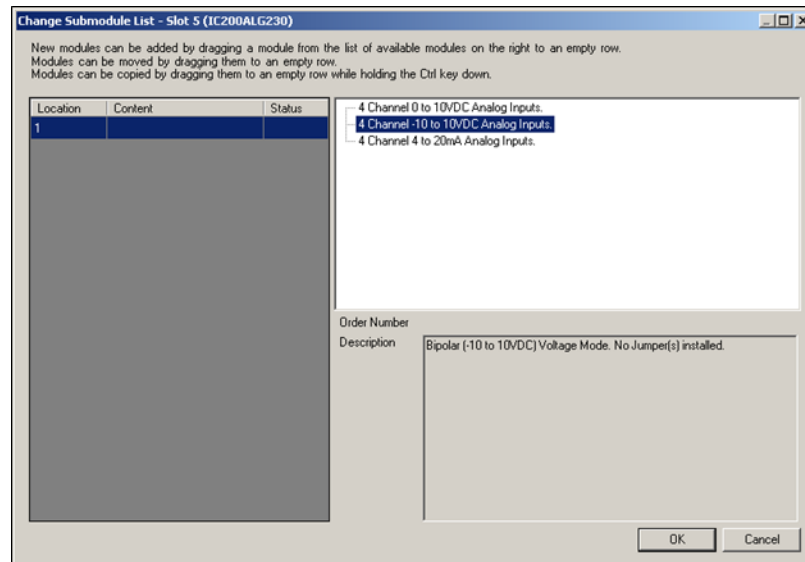 Change Submodule List - Slot 5 (IC200ALG230)
New modules can be added by dragging a module from the list of available modules on the right to an empty row.
Modules can be moved by dragging them to an empty row.
Modules can be copied by dragging them to an empty row while holding the Ctrl key down.
Location Content Status
1
4 Channel 0 to 10VDC Analog Inputs.
4 Channel -10 to 10VDC Analog Inputs.
4 Channel 4 to 20mA Analog Inputs.
Order Number
Description
Bipolar (-10 to 10VDC) Voltage Mode. No Jumper(s) installed.
OK Cancel